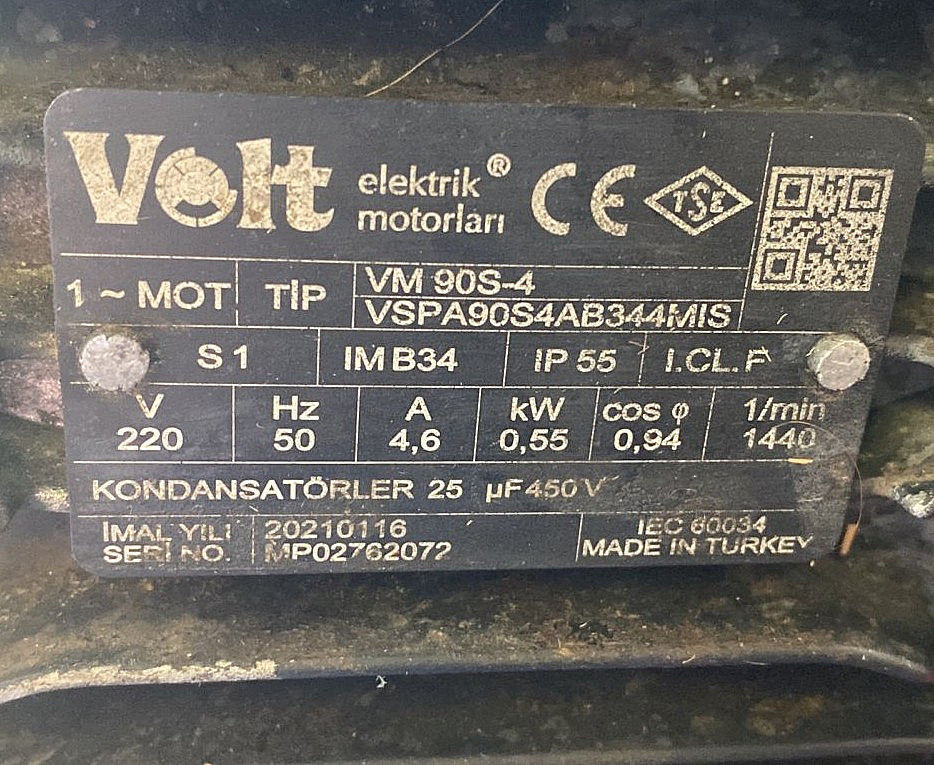 Volt elektrik® motorları CE TSE
1 ~ MOT TİP VM 90S-4
VSPA90S4AB344MIS
S 1 IM B34 IP 55 I.CL.F
V Hz A kW cos φ 1/min
220 50 4,6 0,55 0,94 1440
KONDANSATÖRLER 25 µF 450 V
İMAL YILI 20210116 IEC 60034
SERİ NO. MP02762072 MADE IN TURKEY